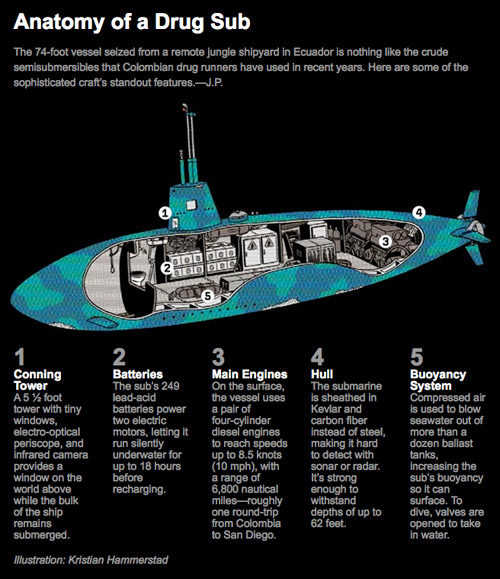 Anatomy of a Drug Sub
The 74-foot vessel seized from a remote jungle shipyard in Ecuador is nothing like the crude
semisubmersibles that Colombian drug runners have used in recent years. Here are some of the
sophisticated craft's standout features.—J.P.
1
4
3
2
5
1
Conning
Tower
A 5 ½ foot
tower with tiny
windows,
electro-optical
periscope, and
infrared camera
provides a
window on the
world above
while the bulk
of the ship
remains
submerged.
2
Batteries
The sub's 249
lead-acid
batteries power
two electric
motors, letting it
run silently
underwater for
up to 18 hours
before
recharging.
3
Main Engines
On the surface,
the vessel uses
a pair of
four-cylinder
diesel engines
to reach speeds
up to 8.5 knots
(10 mph), with
a range of
6,800 nautical
miles—roughly
one round-trip
from Colombia
to San Diego.
4
Hull
The submarine
is sheathed in
Kevlar and
carbon fiber
instead of steel,
making it hard
to detect with
sonar or radar.
It's strong
enough to
withstand
depths of up to
62 feet.
5
Buoyancy
System
Compressed air
is used to blow
seawater out of
more than a
dozen ballast
tanks,
increasing the
sub's buoyancy
so it can
surface. To
dive, valves are
opened to take
in water.
Illustration: Kristian Hammerstad